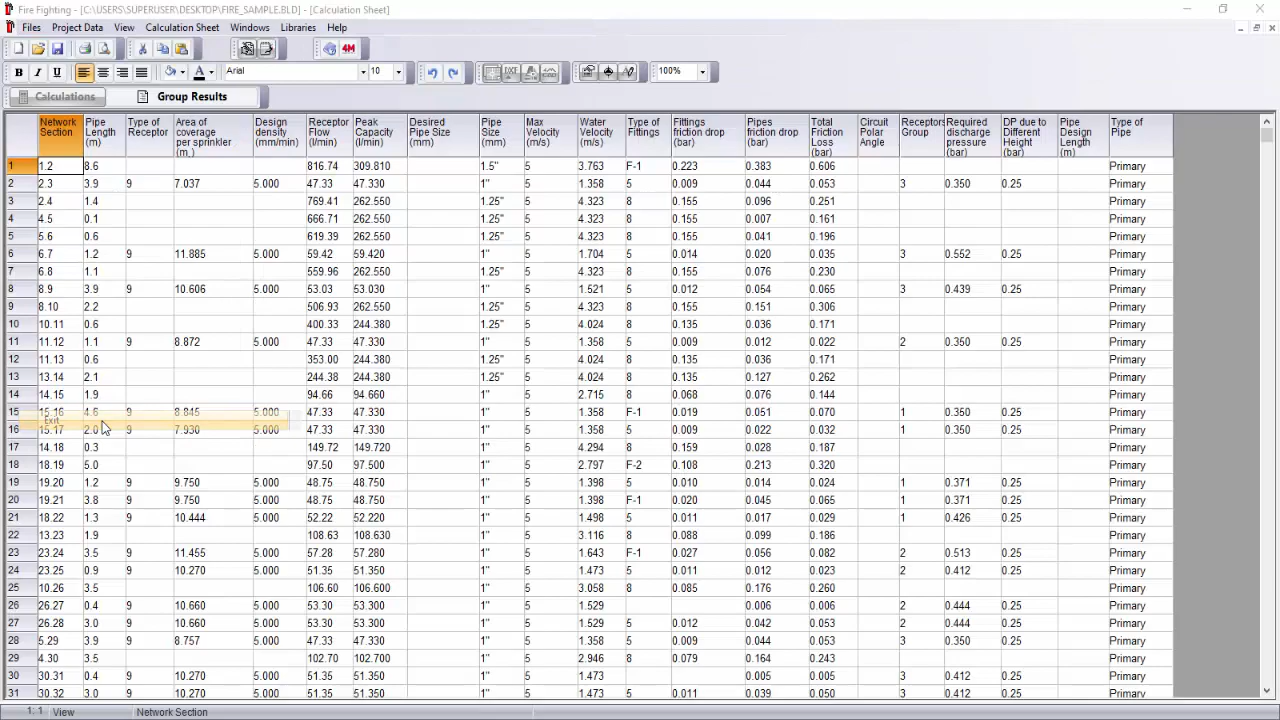 Fire Fighting - [C:\USERS\SUPERUSER\DESKTOP\FIRE_SAMPLE.BLD] - [Calculation Sheet]
Files Project Data View Calculation Sheet Windows Libraries Help
4M
B I U A Arial 10 100%
Calculations Group Results
Network Section Pipe Length (m) Type of Receptor Area of coverage per sprinkler (m.) Design density (mm/min) Receptor Flow (l/min) Peak Capacity (l/min) Desired Pipe Size (mm) Pipe Size (m) Max Velocity (m/s) Water Velocity (m/s) Type of Fittings Fittings friction drop (bar) Pipes friction drop (bar) Total Friction Loss (bar) Circuit Polar Angle Receptors Group Required discharge pressure (bar) DP due to Different Height (bar) Pipe Design Length (m) Type of Pipe
1 1.2 8.6 816.74 309.810 1.5" 5 3.763 F-1 0.223 0.383 0.606 Primary
2 2.3 3.9 9 7.037 5.000 47.33 47.330 1" 5 1.358 5 0.009 0.044 0.053 3 0.350 0.25 Primary
3 2.4 1.4 769.41 262.550 1.25" 5 4.323 8 0.155 0.096 0.251 Primary
4 4.5 0.1 666.71 262.550 1.25" 5 4.323 8 0.155 0.007 0.161 Primary
5 5.6 0.6 619.39 262.550 1.25" 5 4.323 8 0.155 0.041 0.196 Primary
6 6.7 1.2 9 11.885 5.000 59.42 59.420 1" 5 1.704 5 0.014 0.020 0.035 3 0.552 0.25 Primary
7 6.8 1.1 559.96 262.550 1.25" 5 4.323 8 0.155 0.076 0.230 Primary
8 8.9 3.9 9 10.606 5.000 53.03 53.030 1" 5 1.521 5 0.012 0.054 0.065 3 0.439 0.25 Primary
9 8.10 2.2 506.93 262.550 1.25" 5 4.323 8 0.155 0.151 0.306 Primary
10 10.11 0.6 400.33 244.380 1.25" 5 4.024 8 0.135 0.036 0.171 Primary
11 11.12 1.1 9 8.872 5.000 47.33 47.330 1" 5 1.358 5 0.009 0.012 0.022 2 0.350 0.25 Primary
12 11.13 0.6 353.00 244.380 1.25" 5 4.024 8 0.135 0.036 0.171 Primary
13 13.14 2.1 244.38 244.380 1.25" 5 4.024 8 0.135 0.127 0.262 Primary
14 14.15 1.9 94.66 94.660 1" 5 2.715 8 0.068 0.076 0.144 Primary
15 15.16 4.6 9 8.845 5.000 47.33 47.330 1" 5 1.358 F-1 0.019 0.051 0.070 1 0.350 0.25 Primary
Exit
16 15.17 2.0 9 7.930 5.000 47.33 47.330 1" 5 1.358 5 0.009 0.022 0.032 1 0.350 0.25 Primary
17 14.18 0.3 149.72 149.720 1" 5 4.294 8 0.159 0.028 0.187 Primary
18 18.19 5.0 97.50 97.500 1" 5 2.797 F-2 0.108 0.213 0.320 Primary
19 19.20 1.2 9 9.750 5.000 48.75 48.750 1" 5 1.398 5 0.010 0.014 0.024 1 0.371 0.25 Primary
20 19.21 3.8 9 9.750 5.000 48.75 48.750 1" 5 1.398 F-1 0.020 0.045 0.065 1 0.371 0.25 Primary
21 18.22 1.3 9 10.444 5.000 52.22 52.220 1" 5 1.498 5 0.011 0.017 0.029 1 0.426 0.25 Primary
22 13.23 1.9 108.63 108.630 1" 5 3.116 8 0.088 0.099 0.186 Primary
23 23.24 3.5 9 11.455 5.000 57.28 57.280 1" 5 1.643 F-1 0.027 0.056 0.082 2 0.513 0.25 Primary
24 23.25 0.9 9 10.270 5.000 51.35 51.350 1" 5 1.473 5 0.011 0.012 0.023 2 0.412 0.25 Primary
25 10.26 3.5 106.60 106.600 1" 5 3.058 8 0.085 0.176 0.260 Primary
26 26.27 0.4 9 10.660 5.000 53.30 53.300 1" 5 1.529 0.006 0.006 2 0.444 0.25 Primary
27 26.28 3.0 9 10.660 5.000 53.30 53.300 1" 5 1.529 5 0.012 0.042 0.053 2 0.444 0.25 Primary
28 5.29 3.9 9 8.757 5.000 47.33 47.330 1" 5 1.358 5 0.009 0.044 0.053 3 0.350 0.25 Primary
29 4.30 3.5 102.70 102.700 1" 5 2.946 8 0.079 0.164 0.243 Primary
30 30.31 0.4 9 10.270 5.000 51.35 51.350 1" 5 1.473 0.005 0.005 3 0.412 0.25 Primary
31 30.32 3.0 9 10.270 5.000 51.35 51.350 1" 5 1.473 5 0.011 0.039 0.050 3 0.412 0.25 Primary
1: 1 View Network Section